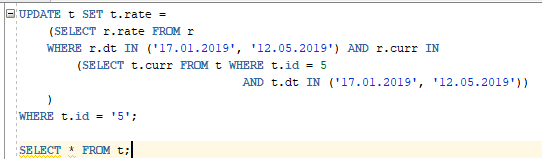 UPDATE t SET t.rate =
(SELECT r.rate FROM r
WHERE r.dt IN ('17.01.2019', '12.05.2019') AND r.curr IN
(SELECT t.curr FROM t WHERE t.id = 5
AND t.dt IN ('17.01.2019', '12.05.2019'))
)
WHERE t.id = '5';
SELECT * FROM t;